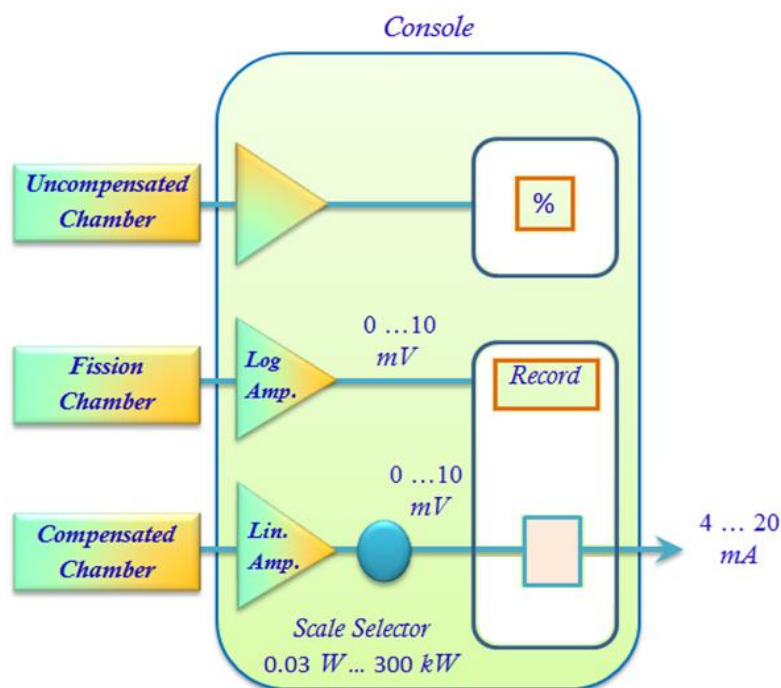 Console
Uncompensated
Chamber
%
0 ...10
mV
Fission
Chamber
Log
Amp.
Record
0 ...10
mV
Compensated
Chamber
Lin.
Amp.
4 ... 20
mA
Scale Selector
0.03 W... 300 kW